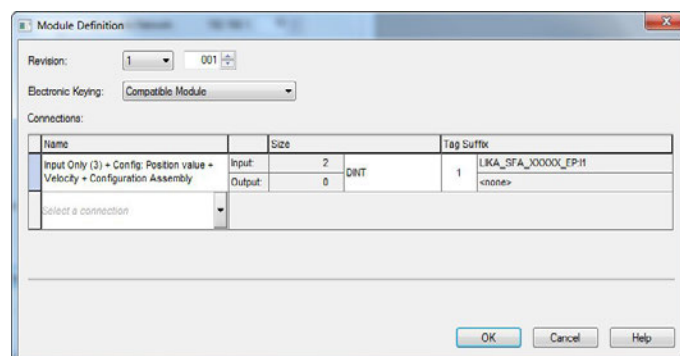 Module Definition
Revision: 1 001
Electronic Keying: Compatible Module
Connections:
Name Size Tag Suffix
Input Only (3) + Config: Position value + Velocity + Configuration Assembly
Input: 2 DINT 1 LIKA_SFA_XXXXX_EP:I1
Output: 0 <none>
Select a connection
OK Cancel Help